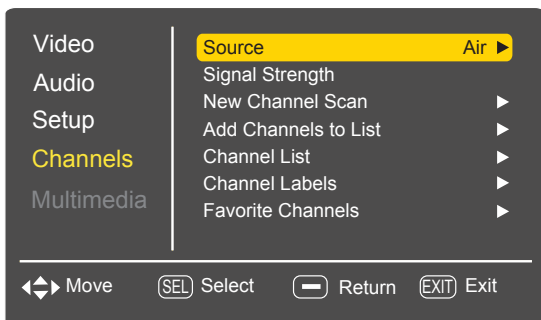 Video
Audio
Setup
Channels
Multimedia
Source Air
Signal Strength
New Channel Scan
Add Channels to List
Channel List
Channel Labels
Favorite Channels
Move SEL Select Return EXIT Exit